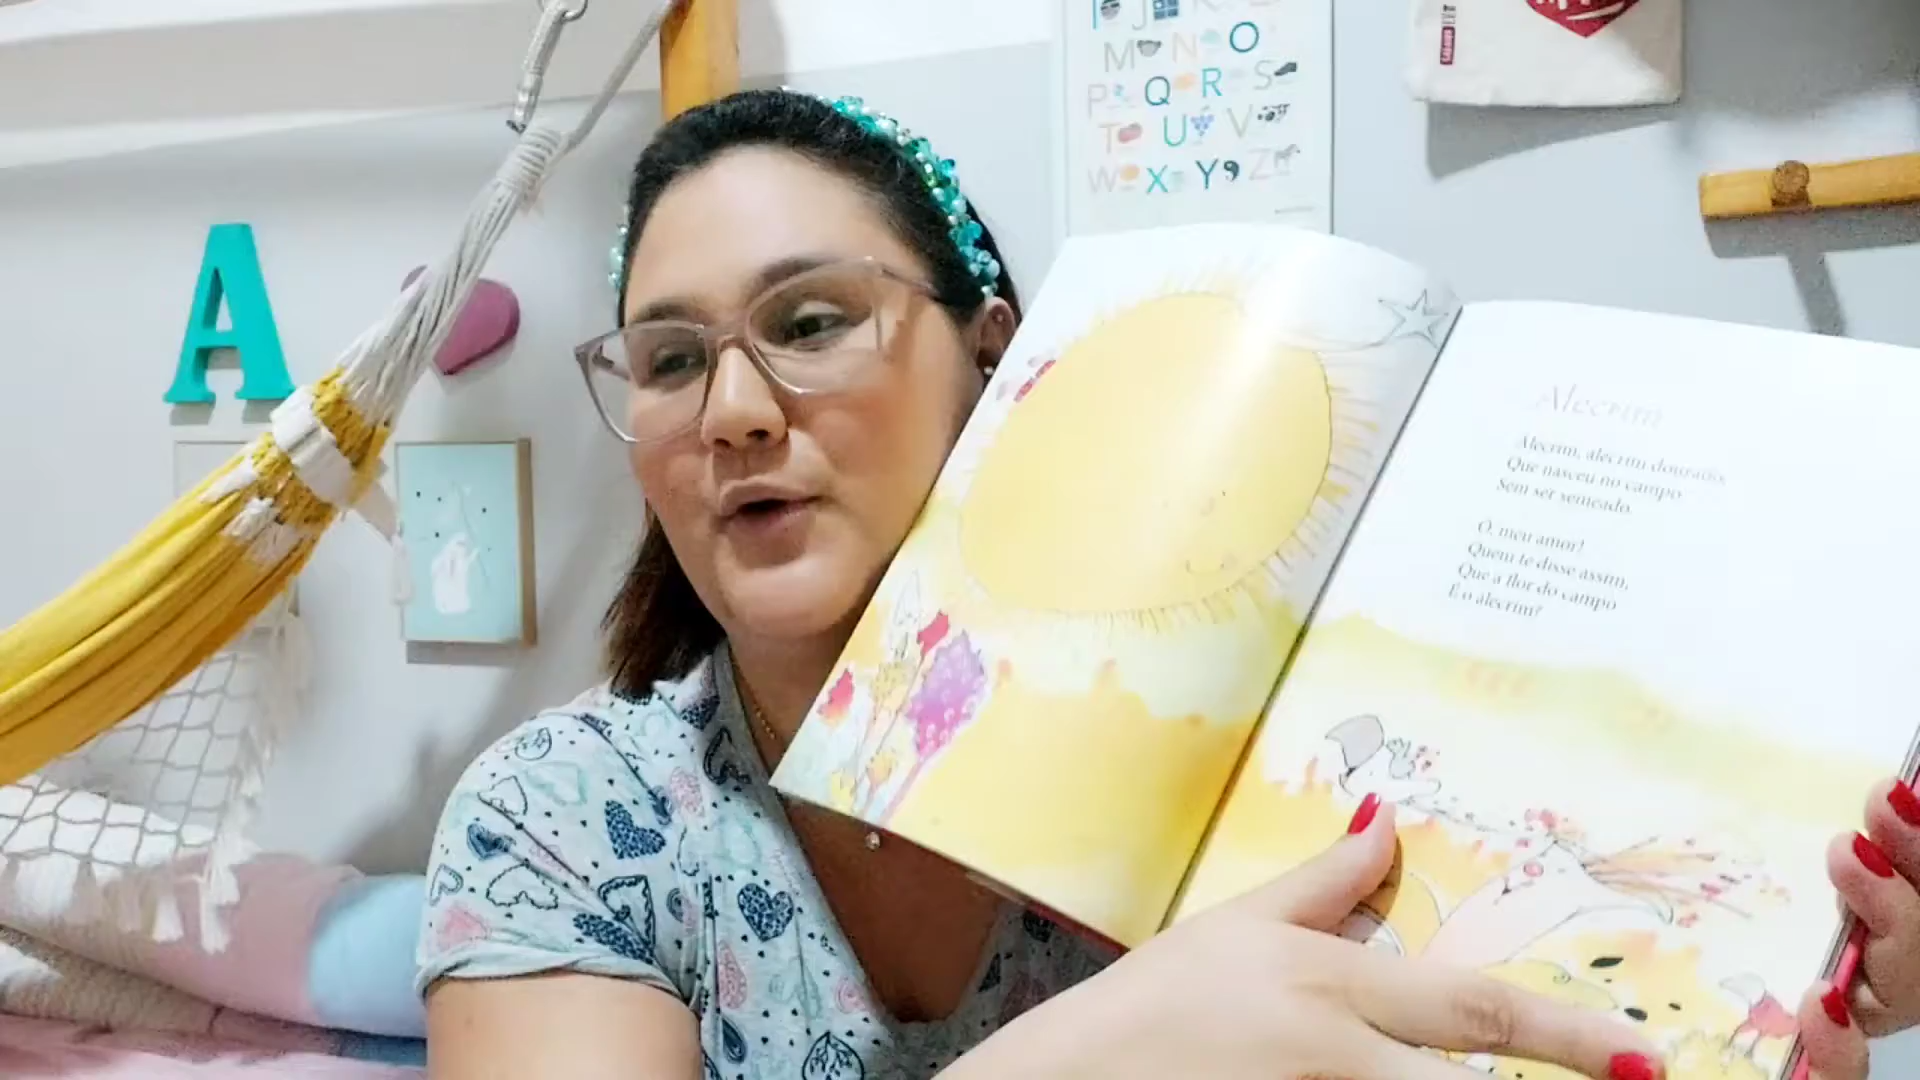 A
I J K L
M N O
P Q R S
T U V
W X Y Z
Alecrim
Alecrim, alecrim dourado,
Que nasceu no campo
Sem ser semeado.
Ó, meu amor!
Quem te disse assim,
Que a flor do campo
É o alecrim?